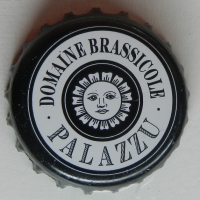 · DOMAINE BRASSICOLE ·
PALAZZU